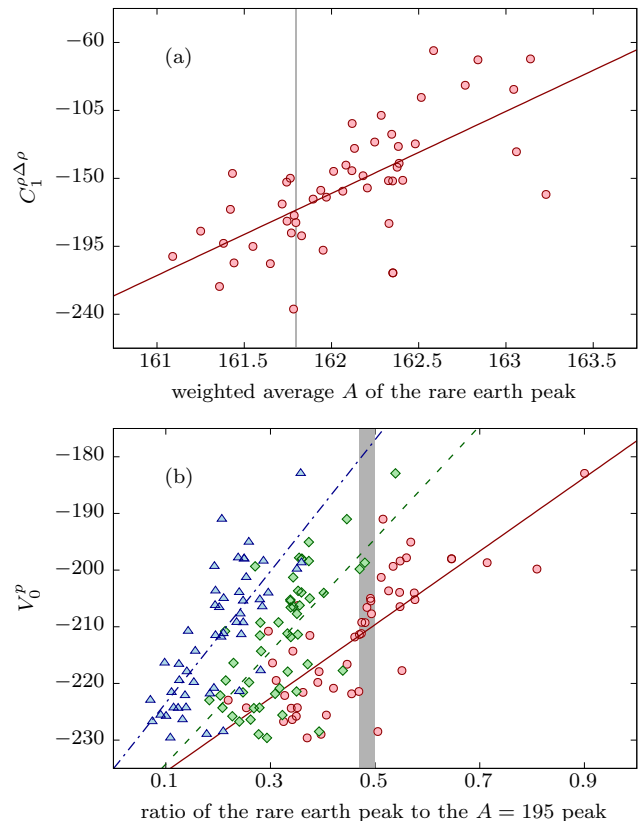 −60
(a)
−105
−150
−195
−240
C₁^{ρΔρ}
161 161.5 162 162.5 163 163.5
weighted average A of the rare earth peak
−180
(b)
−190
−200
−210
−220
−230
V₀^p
0.1 0.3 0.5 0.7 0.9
ratio of the rare earth peak to the A = 195 peak